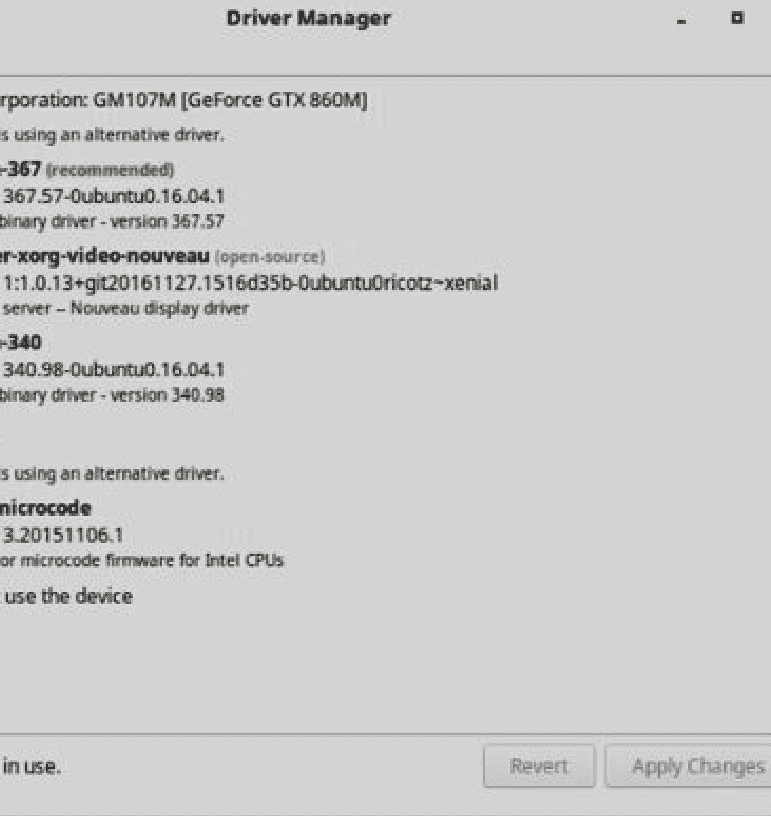 Driver Manager
rporation: GM107M [GeForce GTX 860M]
s using an alternative driver.
-367 (recommended)
367.57-0ubuntu0.16.04.1
binary driver - version 367.57
er-xorg-video-nouveau (open-source)
1:1.0.13+git20161127.1516d35b-0ubuntu0ricotz~xenial
server -- Nouveau display driver
-340
340.98-0ubuntu0.16.04.1
binary driver - version 340.98
s using an alternative driver.
microcode
3.20151106.1
or microcode firmware for Intel CPUs
use the device
in use.
Revert
Apply Changes